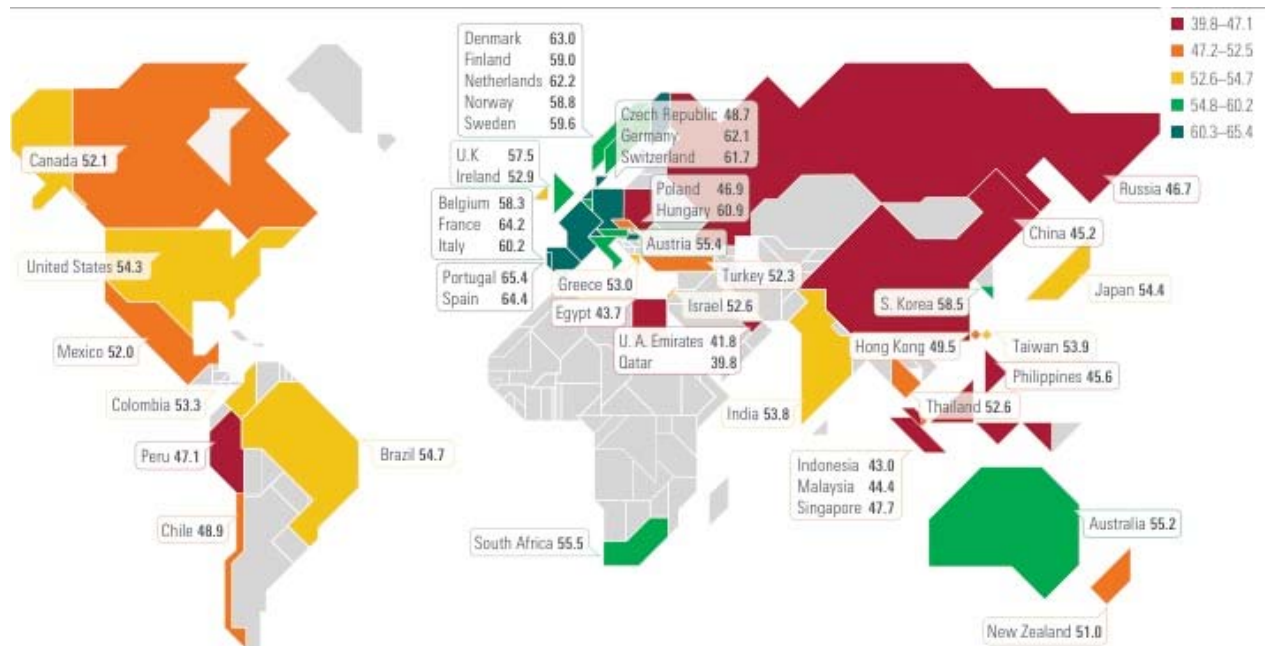 39.8–47.1
47.2–52.5
52.6–54.7
54.8–60.2
60.3–65.4
Denmark 63.0
Finland 59.0
Netherlands 62.2
Norway 58.8
Sweden 59.6
Czech Republic 48.7
Germany 62.1
Switzerland 61.7
Canada 52.1
U.K 57.5
Ireland 52.9
Poland 46.9
Hungary 60.9
Russia 46.7
Belgium 58.3
France 64.2
Italy 60.2
China 45.2
Austria 55.4
United States 54.3
Portugal 65.4
Spain 64.4
Greece 53.0
Turkey 52.3
Japan 54.4
S. Korea 58.5
Egypt 43.7
Israel 52.6
U. A. Emirates 41.8
Qatar 39.8
Mexico 52.0
Hong Kong 49.5
Taiwan 53.9
Philippines 45.6
Colombia 53.3
India 53.8
Thailand 52.6
Peru 47.1
Brazil 54.7
Indonesia 43.0
Malaysia 44.4
Singapore 47.7
Chile 48.9
South Africa 55.5
Australia 55.2
New Zealand 51.0